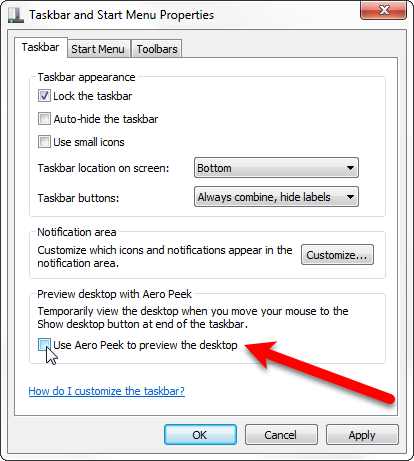 Taskbar and Start Menu Properties
Taskbar
Start Menu
Toolbars
Taskbar appearance
Lock the taskbar
Auto-hide the taskbar
Use small icons
Taskbar location on screen:
Bottom
Taskbar buttons:
Always combine, hide labels
Notification area
Customize which icons and notifications appear in the
notification area.
Customize...
Preview desktop with Aero Peek
Temporarily view the desktop when you move your mouse to the
Show desktop button at end of the taskbar.
Use Aero Peek to preview the desktop
How do I customize the taskbar?
OK
Cancel
Apply